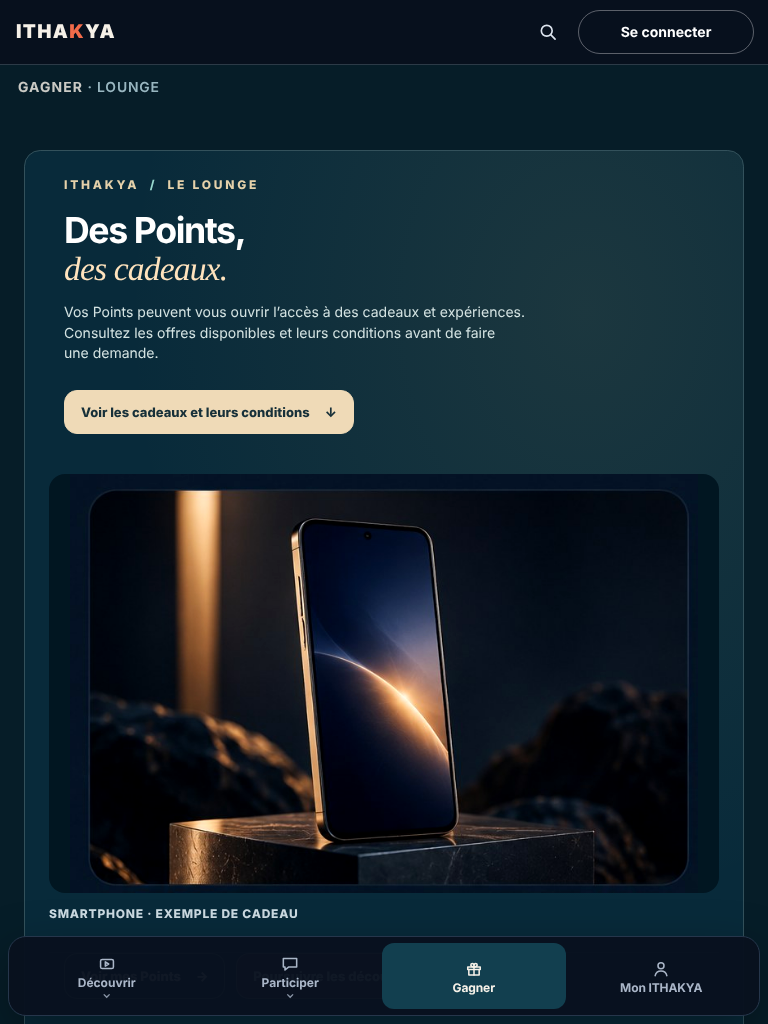 ITHAKYA
Se connecter
GAGNER · LOUNGE
ITHAKYA / LE LOUNGE
Des Points,
des cadeaux.
Vos Points peuvent vous ouvrir l’accès à des cadeaux et expériences.
Consultez les offres disponibles et leurs conditions avant de faire
une demande.
Voir les cadeaux et leurs conditions ↓
SMARTPHONE · EXEMPLE DE CADEAU
Découvrir
Participer
Gagner
Mon ITHAKYA